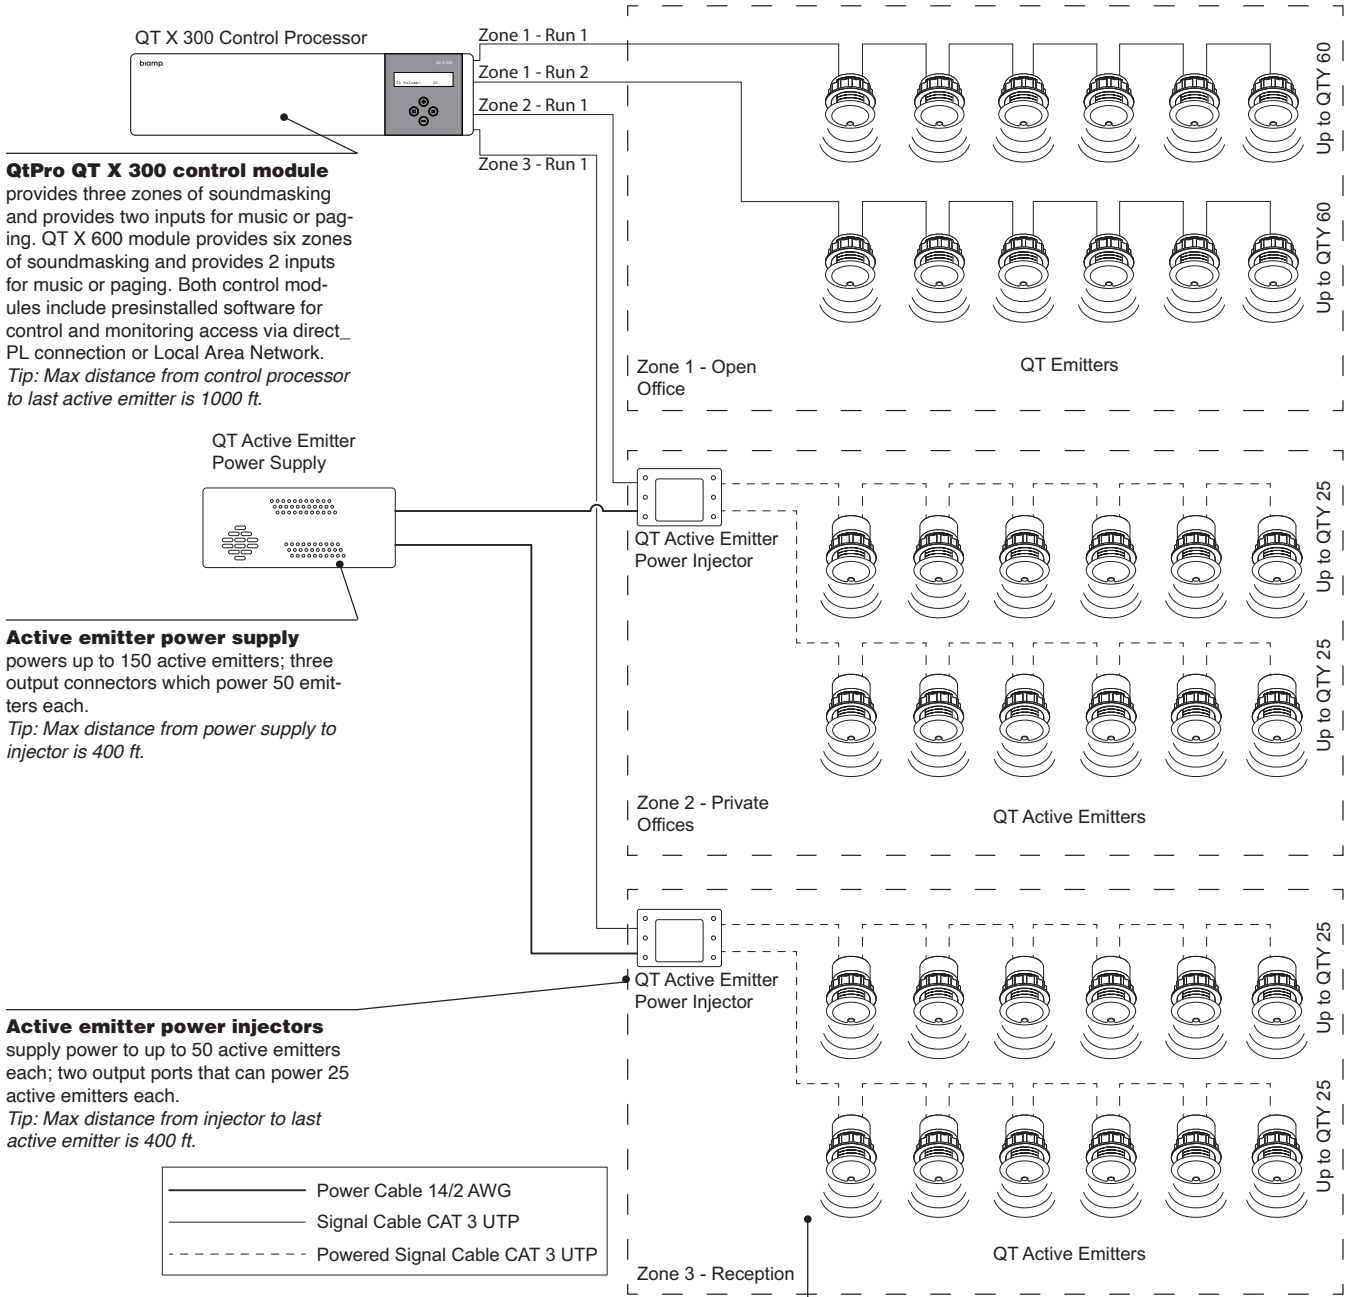 QT X 300 Control Processor
biamp.
Zone 1 - Run 1
Zone 1 - Run 2
Zone 2 - Run 1
Zone 3 - Run 1
Up to QTY 60
QtPro QT X 300 control module
provides three zones of soundmasking
and provides two inputs for music or pag-
ing. QT X 600 module provides six zones
of soundmasking and provides 2 inputs
for music or paging. Both control mod-
ules include presinstalled software for
control and monitoring access via direct_
PL connection or Local Area Network.
Tip: Max distance from control processor
to last active emitter is 1000 ft.
Up to QTY 60
Zone 1 - Open
Office
QT Emitters
QT Active Emitter
Power Supply
QT Active Emitter
Power Injector
Up to QTY 25
Active emitter power supply
powers up to 150 active emitters; three
output connectors which power 50 emit-
ters each.
Tip: Max distance from power supply to
injector is 400 ft.
Up to QTY 25
Zone 2 - Private
Offices
QT Active Emitters
QT Active Emitter
Power Injector
Up to QTY 25
Active emitter power injectors
supply power to up to 50 active emitters
each; two output ports that can power 25
active emitters each.
Tip: Max distance from injector to last
active emitter is 400 ft.
Up to QTY 25
Power Cable 14/2 AWG
Signal Cable CAT 3 UTP
Powered Signal Cable CAT 3 UTP
Zone 3 - Reception
QT Active Emitters